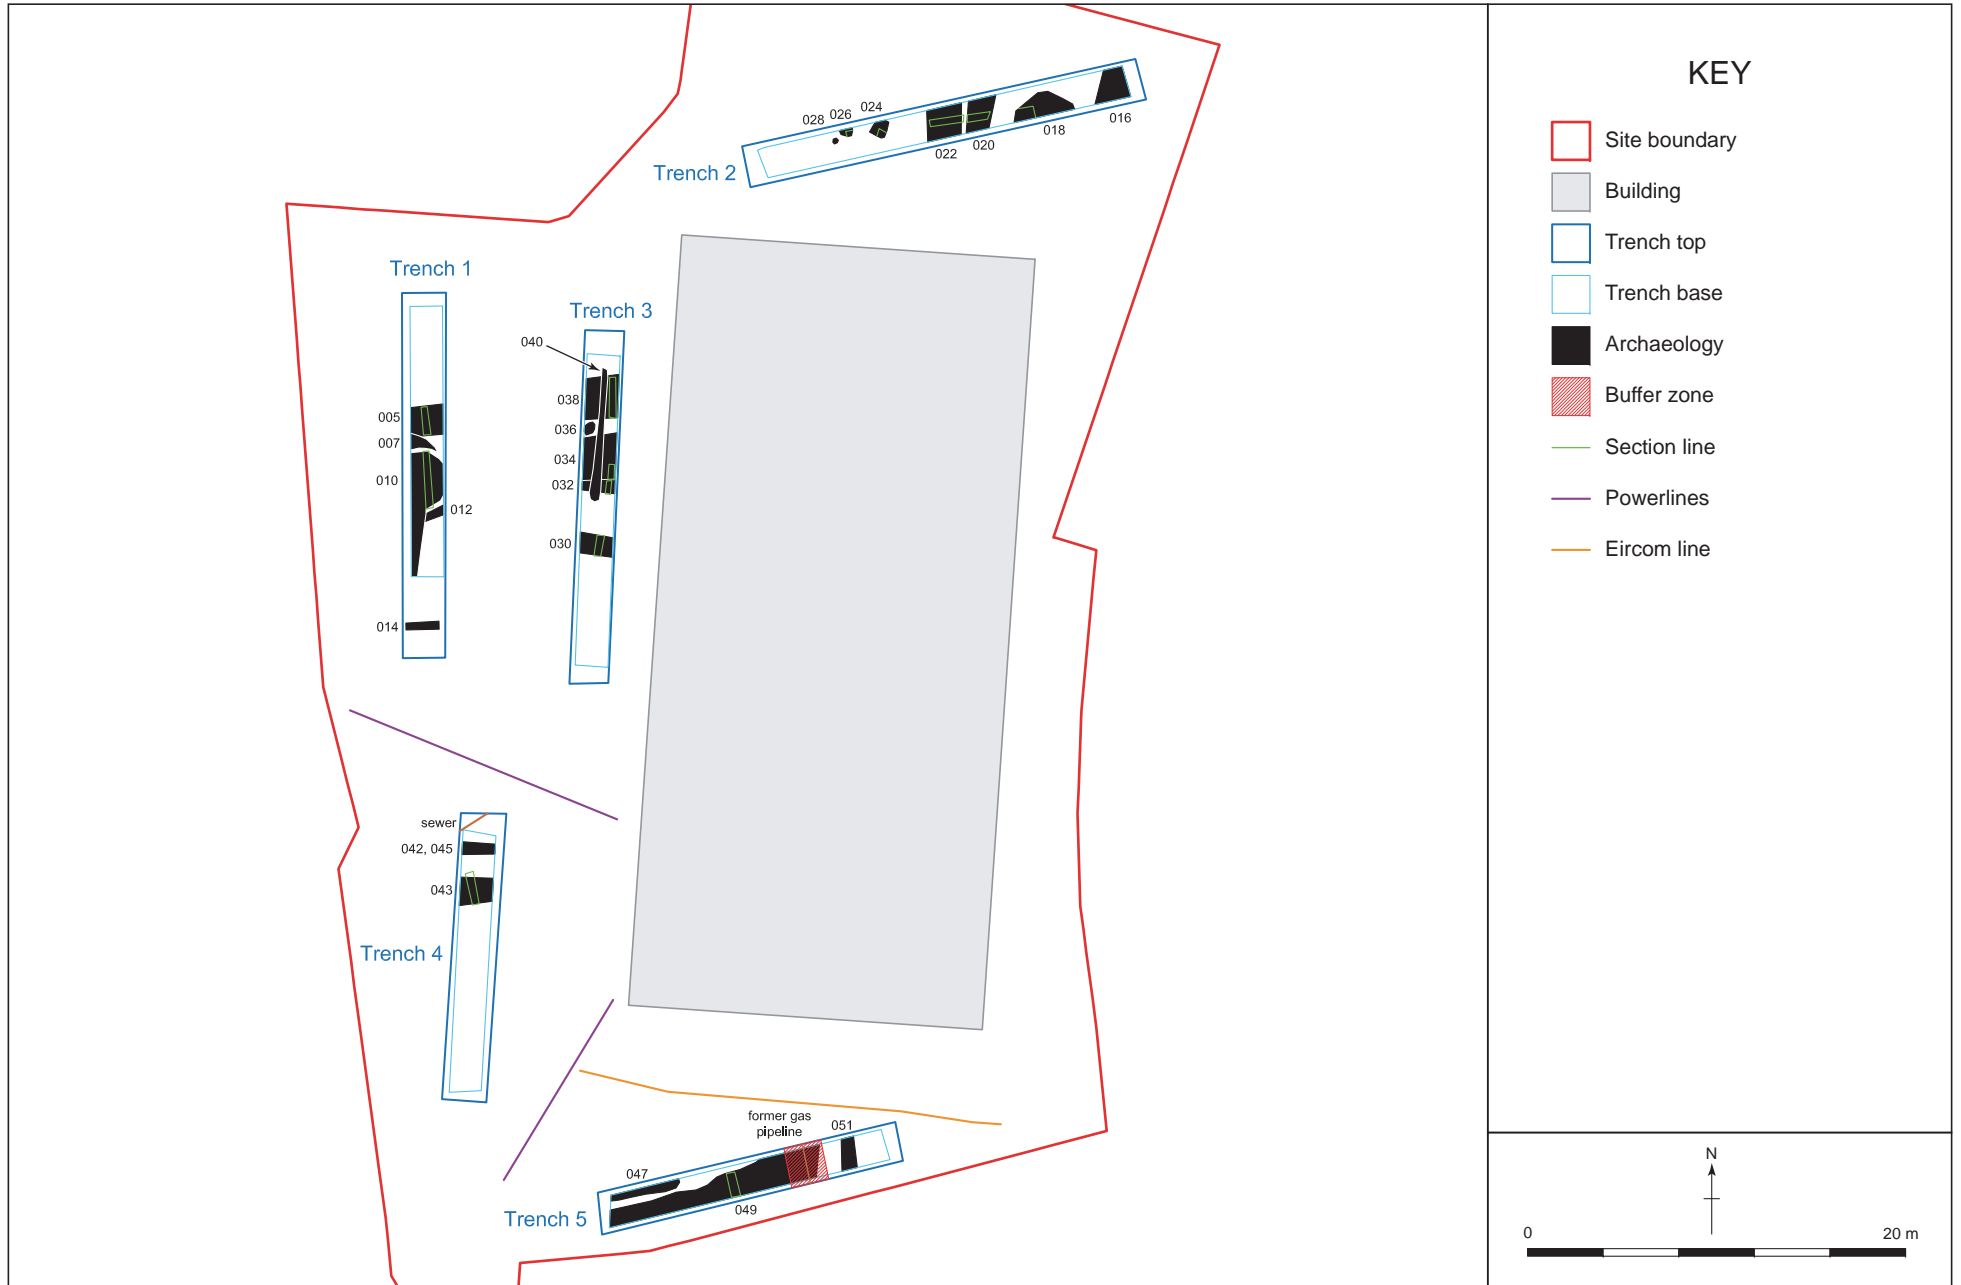 028
026
024
022
020
018
016
Trench 2
Trench 1
005
007
010
012
014
Trench 3
040
038
036
034
032
030
sewer
042, 045
043
Trench 4
former gas
pipeline
051
047
049
Trench 5
KEY
Site boundary
Building
Trench top
Trench base
Archaeology
Buffer zone
Section line
Powerlines
Eircom line
N
0
20 m